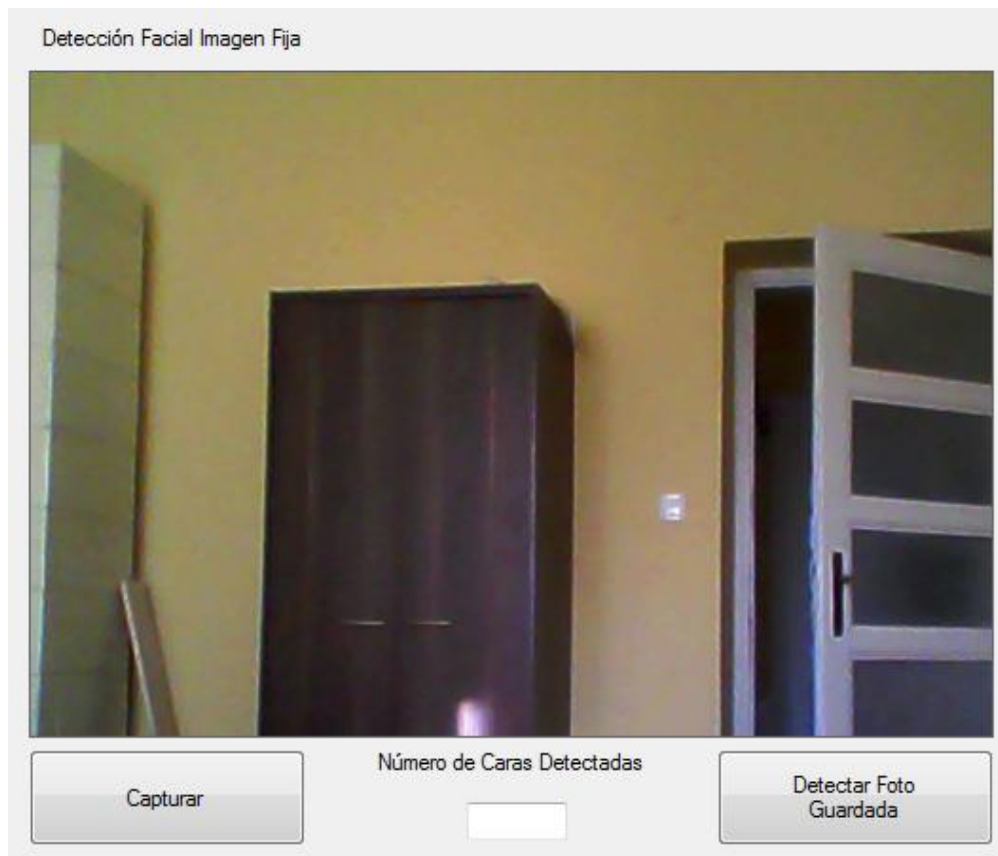 Detección Facial Imagen Fija
Número de Caras Detectadas
Capturar
Detectar Foto
Guardada